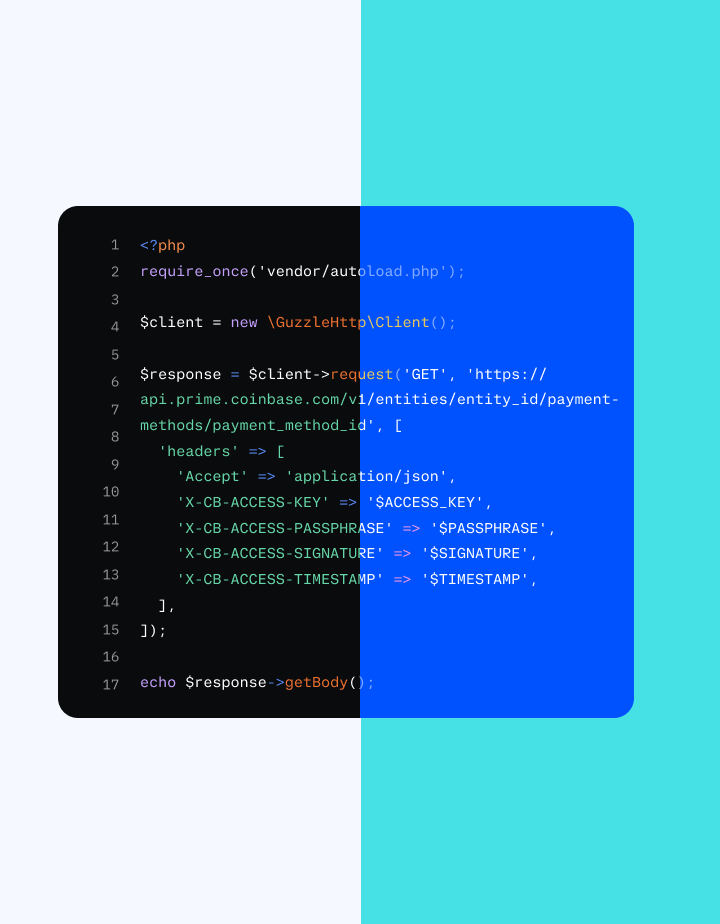 1 <?php
2 require_once('vendor/autoload.php');
3
4 $client = new \GuzzleHttp\Client();
5
6 $response = $client->request('GET', 'https://
7 api.prime.coinbase.com/v1/entities/entity_id/payment-
8 methods/payment_method_id', [
9 'headers' => [
10 'Accept' => 'application/json',
11 'X-CB-ACCESS-KEY' => '$ACCESS_KEY',
12 'X-CB-ACCESS-PASSPHRASE' => '$PASSPHRASE',
13 'X-CB-ACCESS-SIGNATURE' => '$SIGNATURE',
14 'X-CB-ACCESS-TIMESTAMP' => '$TIMESTAMP',
15 ],
16 ]);
17
echo $response->getBody();